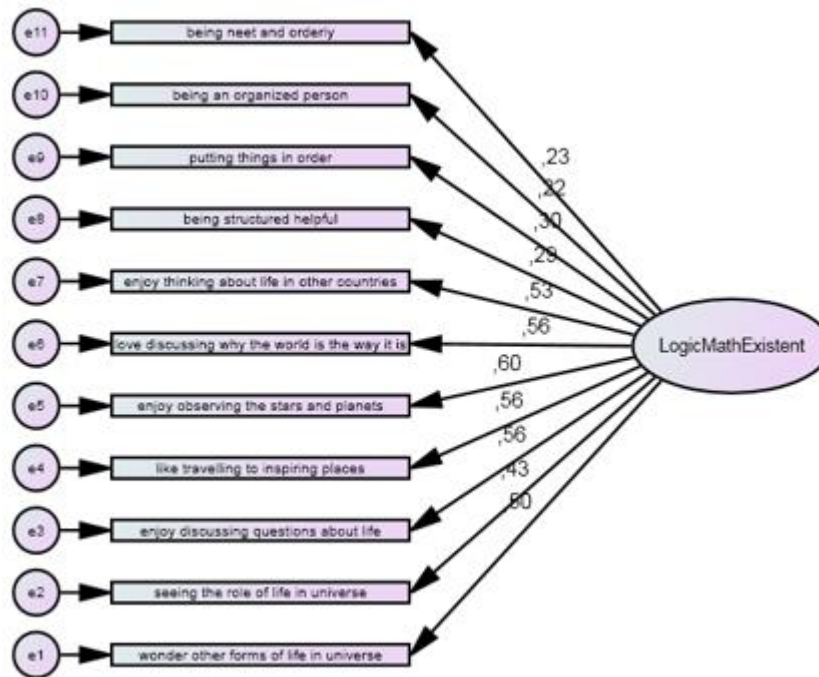 e11
being neet and orderly
e10
being an organized person
,23
e9
putting things in order
,22
,30
e8
being structured helpful
,29
e7
enjoy thinking about life in other countries
,53
,56
e6
love discussing why the world is the way it is
LogicMathExistent
,60
e5
enjoy observing the stars and planets
,56
,56
e4
like travelling to inspiring places
,43
,50
e3
enjoy discussing questions about life
e2
seeing the role of life in universe
e1
wonder other forms of life in universe